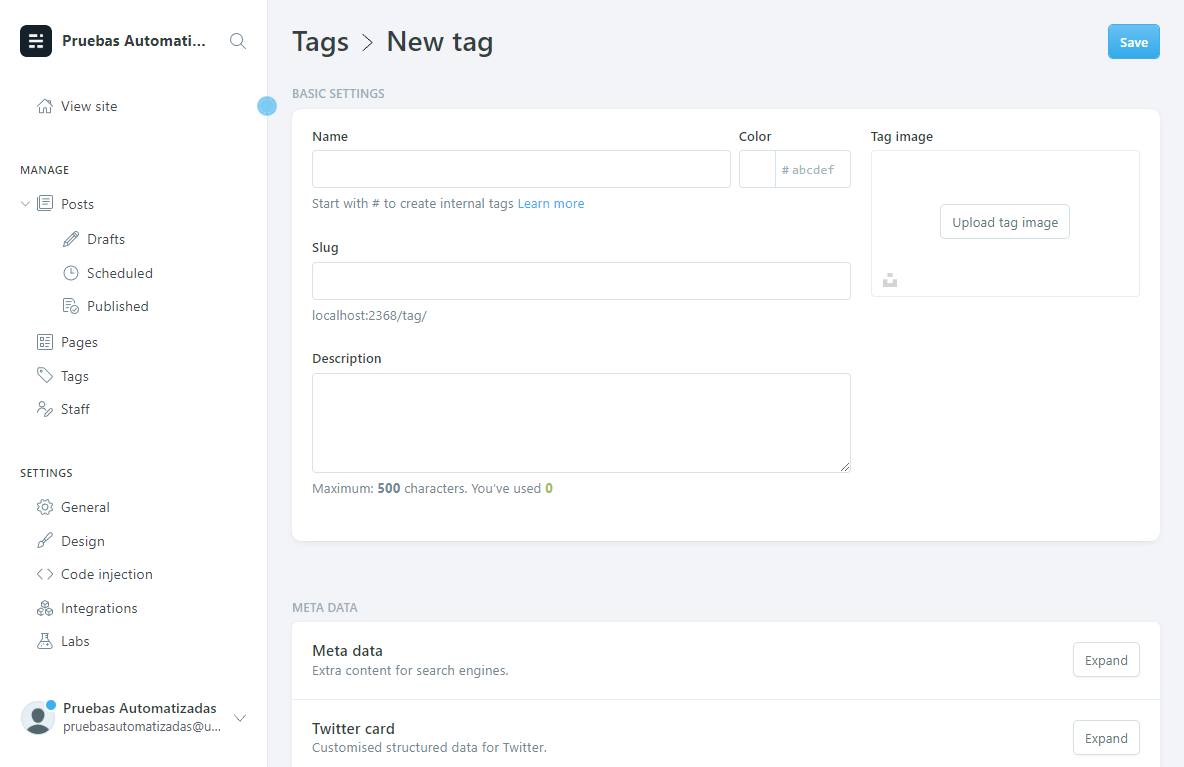 Pruebas Automati...
View site
MANAGE
Posts
Drafts
Scheduled
Published
Pages
Tags
Staff
SETTINGS
General
Design
Code injection
Integrations
Labs
Pruebas Automatizadas
pruebasautomatizadas@u...
Tags > New tag
Save
BASIC SETTINGS
Name
Color
# abcdef
Start with # to create internal tags Learn more
Slug
localhost:2368/tag/
Description
Maximum: 500 characters. You’ve used 0
Tag image
Upload tag image
META DATA
Meta data
Extra content for search engines.
Expand
Twitter card
Customised structured data for Twitter.
Expand